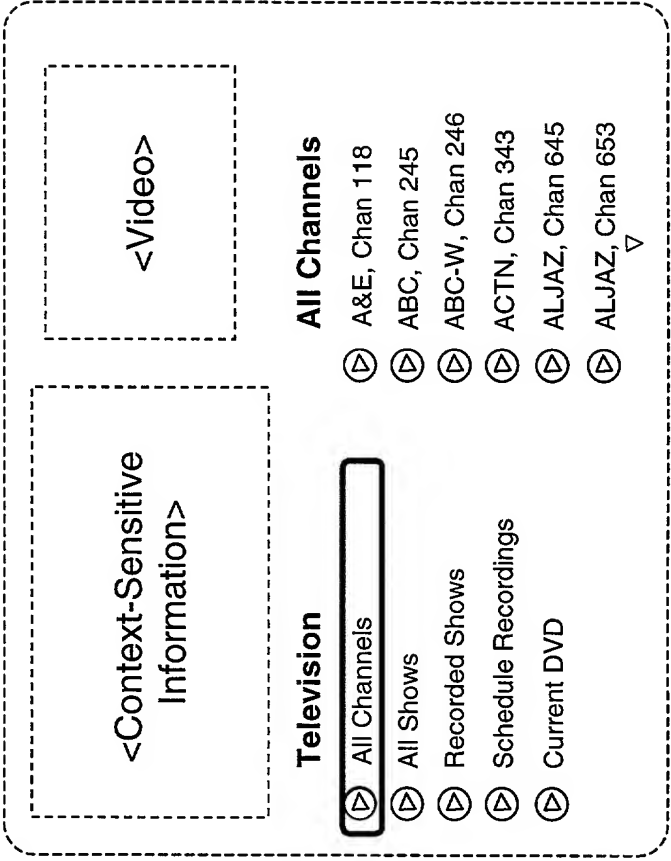 <Context-Sensitive
Information>
<Video>
Television
All Channels
All Shows
Recorded Shows
Schedule Recordings
Current DVD
All Channels
A&E, Chan 118
ABC, Chan 245
ABC-W, Chan 246
ACTN, Chan 343
ALJAZ, Chan 645
ALJAZ, Chan 653